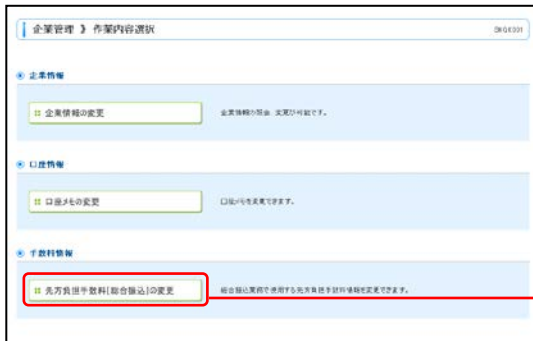 企業管理 》 作業内容選択
BKGK001
企業情報
企業情報の変更
企業情報の照会、変更が可能です。
口座情報
口座メモの変更
口座メモを変更できます。
手数料情報
先方負担手数料[総合振込]の変更
総合振込業務で使用する先方負担手数料情報を変更できます。